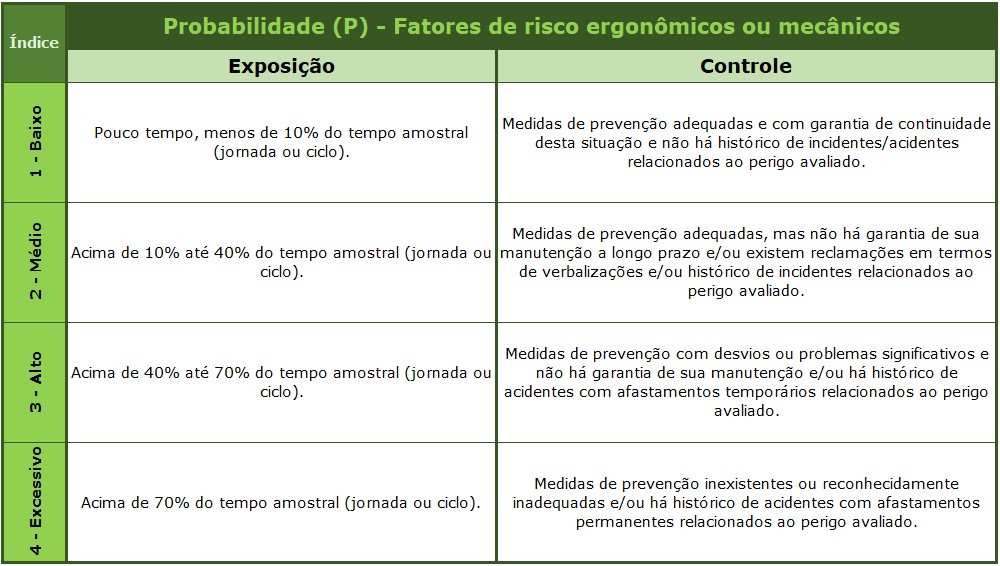 Índice
Probabilidade (P) - Fatores de risco ergonômicos ou mecânicos
Exposição
Controle
1 - Baixo
Pouco tempo, menos de 10% do tempo amostral
(jornada ou ciclo).
Medidas de prevenção adequadas e com garantia de continuidade
desta situação e não há histórico de incidentes/acidentes
relacionados ao perigo avaliado.
2 - Médio
Acima de 10% até 40% do tempo amostral (jornada ou
ciclo).
Medidas de prevenção adequadas, mas não há garantia de sua
manutenção a longo prazo e/ou existem reclamações em termos
de verbalizações e/ou histórico de incidentes relacionados ao
perigo avaliado.
3 - Alto
Acima de 40% até 70% do tempo amostral (jornada ou
ciclo).
Medidas de prevenção com desvios ou problemas significativos e
não há garantia de sua manutenção e/ou há histórico de
acidentes com afastamentos temporários relacionados ao perigo
avaliado.
4 - Excessivo
Acima de 70% do tempo amostral (jornada ou ciclo).
Medidas de prevenção inexistentes ou reconhecidamente
inadequadas e/ou há histórico de acidentes com afastamentos
permanentes relacionados ao perigo avaliado.